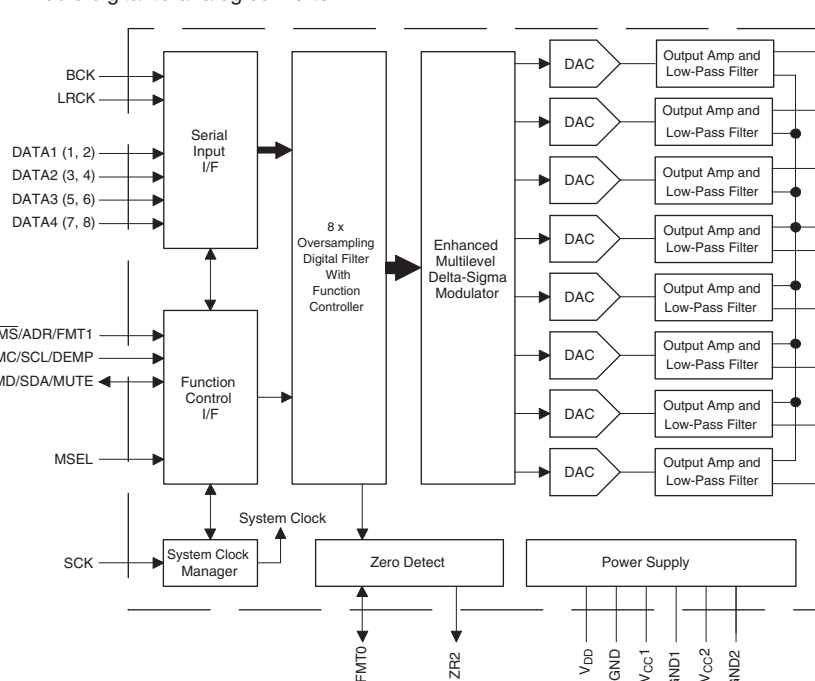 BCK
LRCK
DATA1 (1, 2)
DATA2 (3, 4)
DATA3 (5, 6)
DATA4 (7, 8)
MS/ADR/FMT1
MC/SCL/DEMP
MD/SDA/MUTE
MSEL
SCK
Serial
Input
I/F
Function
Control
I/F
System Clock
Manager
System Clock
8 x
Oversampling
Digital Filter
With
Function
Controller
Enhanced
Multilevel
Delta-Sigma
Modulator
DAC
Output Amp and
Low-Pass Filter
DAC
Output Amp and
Low-Pass Filter
DAC
Output Amp and
Low-Pass Filter
DAC
Output Amp and
Low-Pass Filter
DAC
Output Amp and
Low-Pass Filter
DAC
Output Amp and
Low-Pass Filter
DAC
Output Amp and
Low-Pass Filter
DAC
Output Amp and
Low-Pass Filter
Zero Detect
Power Supply
FMT0
ZR2
VDD
GND
VCC1
GND1
VCC2
GND2